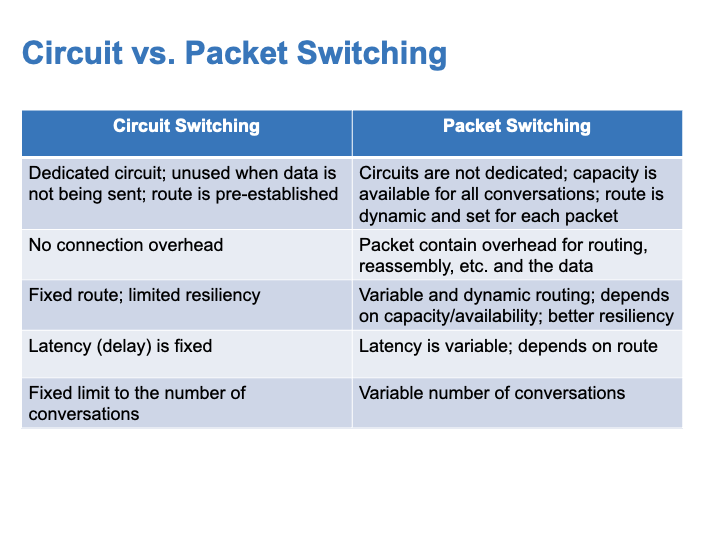 Circuit vs. Packet Switching
Circuit Switching
Packet Switching
Dedicated circuit; unused when data is
not being sent; route is pre-established
Circuits are not dedicated; capacity is
available for all conversations; route is
dynamic and set for each packet
No connection overhead
Packet contain overhead for routing,
reassembly, etc. and the data
Fixed route; limited resiliency
Variable and dynamic routing; depends
on capacity/availability; better resiliency
Latency (delay) is fixed
Latency is variable; depends on route
Fixed limit to the number of
conversations
Variable number of conversations